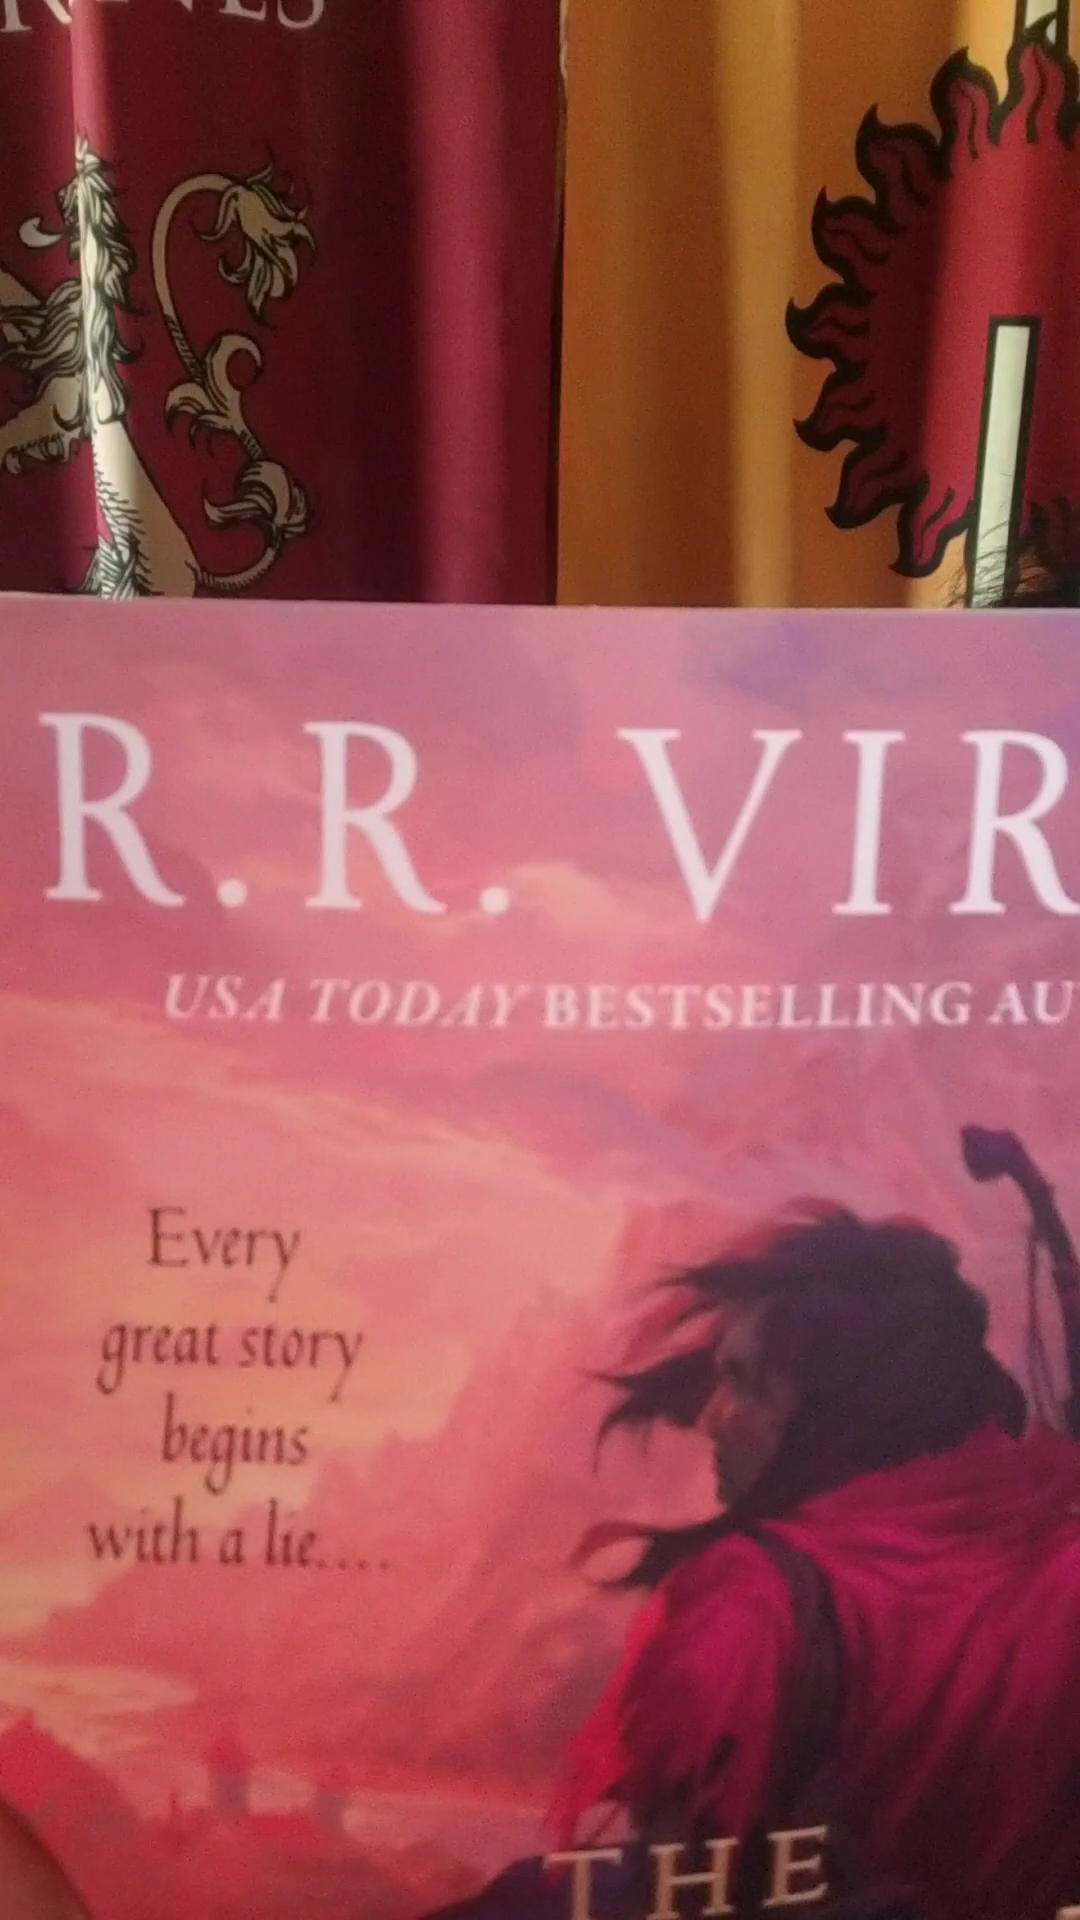 R. R. VIR
USA TODAY BESTSELLING AU
Every
great story
begins
with a lie....
THE